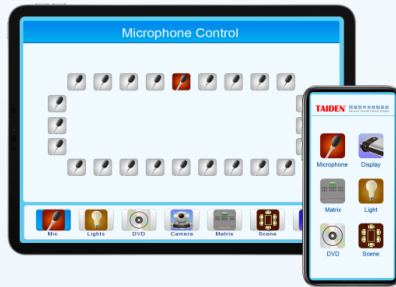 Microphone Control
TAIDEN
Microphone Display
Matrix Light
DVD Scene
Mic. Lights DVD Camera Matrix Scene